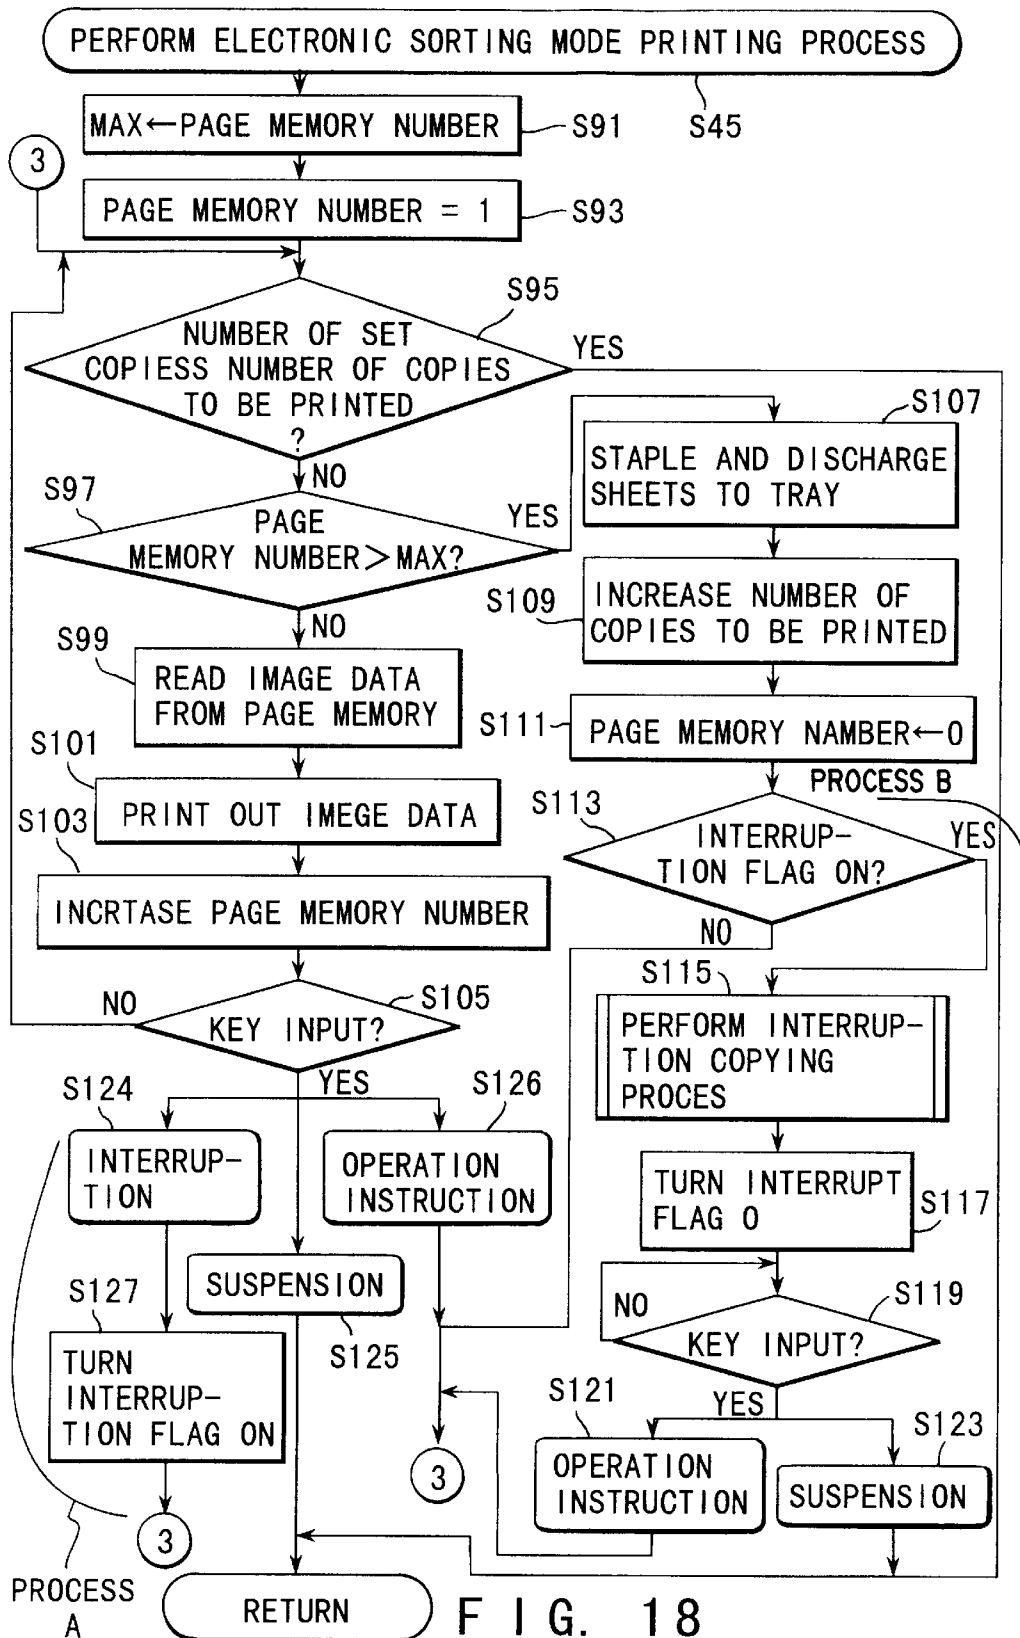 PERFORM ELECTRONIC SORTING MODE PRINTING PROCESS
S45
MAX←PAGE MEMORY NUMBER
S91
3
PAGE MEMORY NUMBER = 1
S93
S95
NUMBER OF SET
COPIESS NUMBER OF COPIES
TO BE PRINTED
?
YES
NO
S97
PAGE
MEMORY NUMBER>MAX?
YES
NO
S107
STAPLE AND DISCHARGE
SHEETS TO TRAY
S109
INCREASE NUMBER OF
COPIES TO BE PRINTED
S99
READ IMAGE DATA
FROM PAGE MEMORY
S111
PAGE MEMORY NAMBER←0
S101
PRINT OUT IMEGE DATA
PROCESS B
S113
INTERRUP-
TION FLAG ON?
YES
NO
S103
INCRTASE PAGE MEMORY NUMBER
S105
KEY INPUT?
NO
YES
S115
PERFORM INTERRUP-
TION COPYING
PROCES
S124
INTERRUP-
TION
S126
OPERATION
INSTRUCTION
TURN INTERRUPT
FLAG 0
S117
SUSPENSION
S125
S127
TURN
INTERRUP-
TION FLAG ON
S119
KEY INPUT?
NO
YES
S121
OPERATION
INSTRUCTION
S123
SUSPENSION
3
3
PROCESS
A
RETURN
FIG. 18